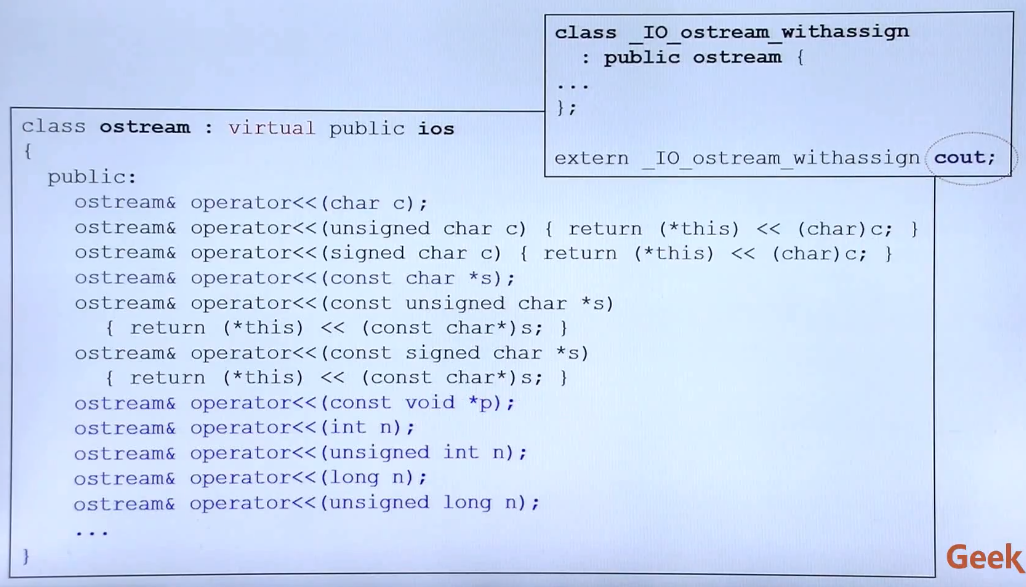 class _IO_ostream_withassign
: public ostream {
...
};
extern _IO_ostream_withassign cout;
class ostream : virtual public ios
{
public:
ostream& operator<<(char c);
ostream& operator<<(unsigned char c) { return (*this) << (char)c; }
ostream& operator<<(signed char c) { return (*this) << (char)c; }
ostream& operator<<(const char *s);
ostream& operator<<(const unsigned char *s)
{ return (*this) << (const char*)s; }
ostream& operator<<(const signed char *s)
{ return (*this) << (const char*)s; }
ostream& operator<<(const void *p);
ostream& operator<<(int n);
ostream& operator<<(unsigned int n);
ostream& operator<<(long n);
ostream& operator<<(unsigned long n);
...
}
Geek